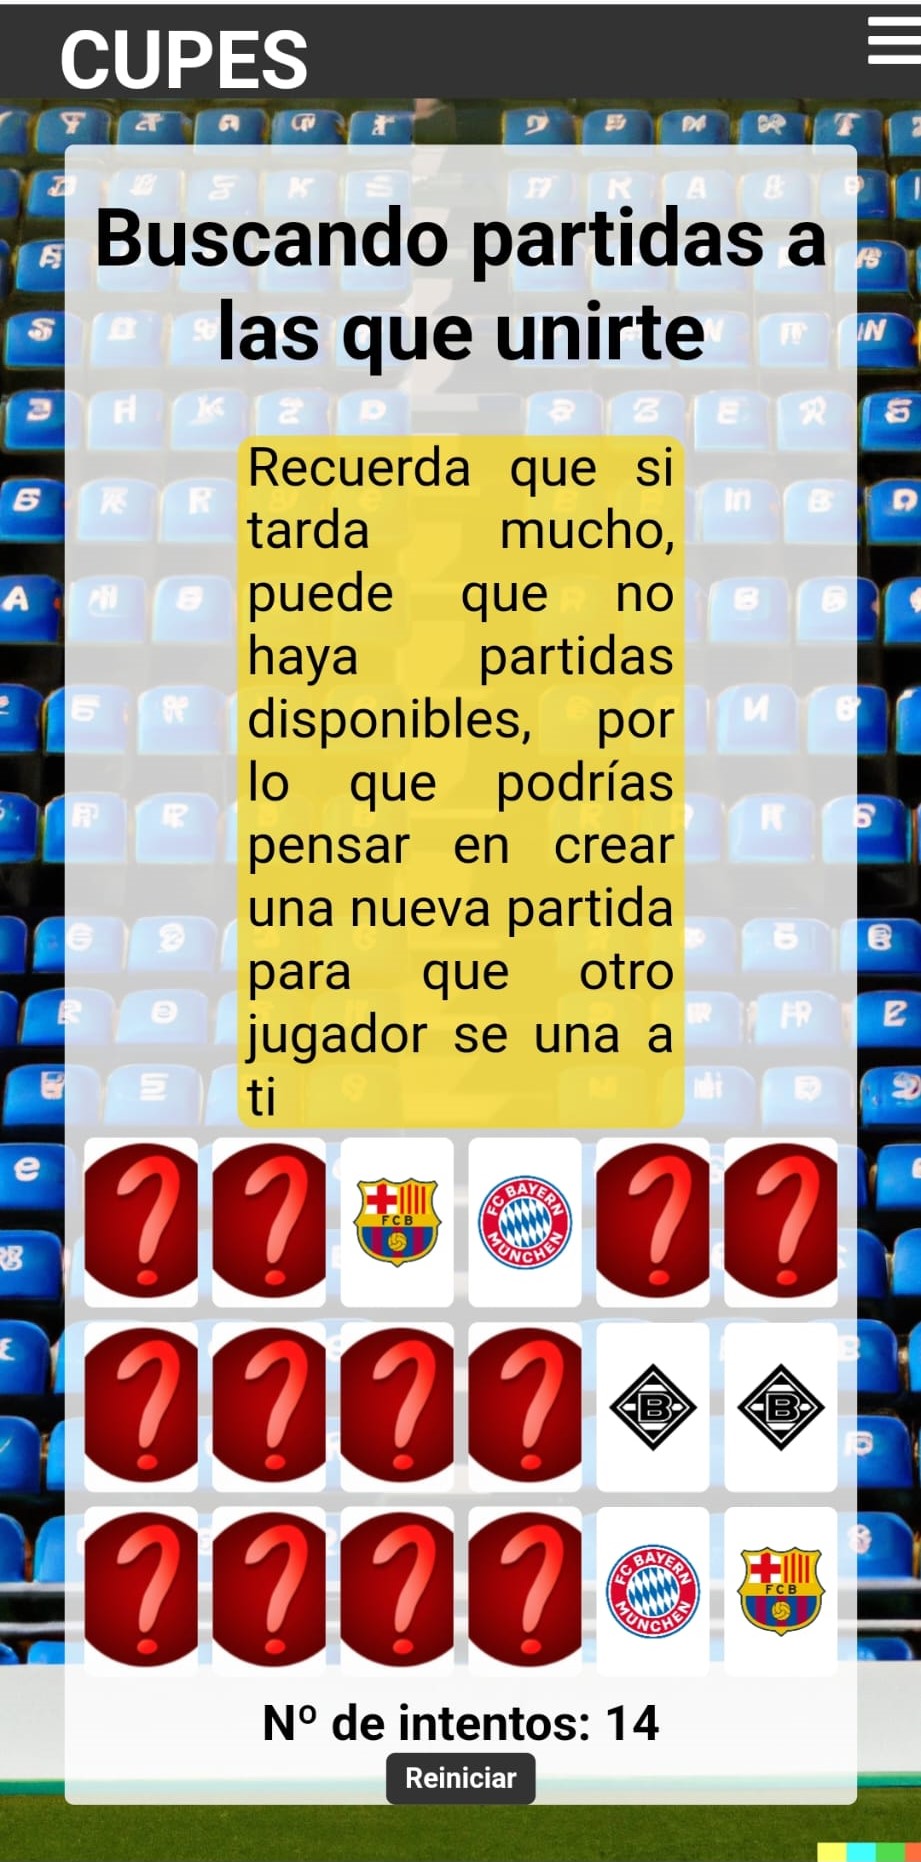 CUPES
Buscando partidas a
las que unirte
Recuerda que si
tarda mucho,
puede que no
haya partidas
disponibles, por
lo que podrías
pensar en crear
una nueva partida
para que otro
jugador se una a
ti
FCB
FC BAYERN
MÜNCHEN
B
B
FC BAYERN
MÜNCHEN
FCB
Nº de intentos: 14
Reiniciar